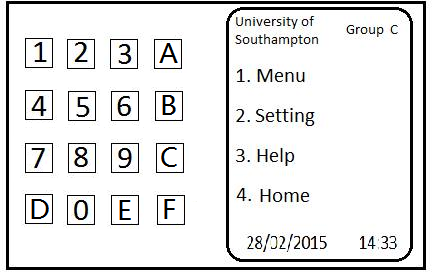 1 2 3 A
4 5 6 B
7 8 9 C
D 0 E F
University of
Southampton
Group C
1. Menu
2. Setting
3. Help
4. Home
28/02/2015 14:33